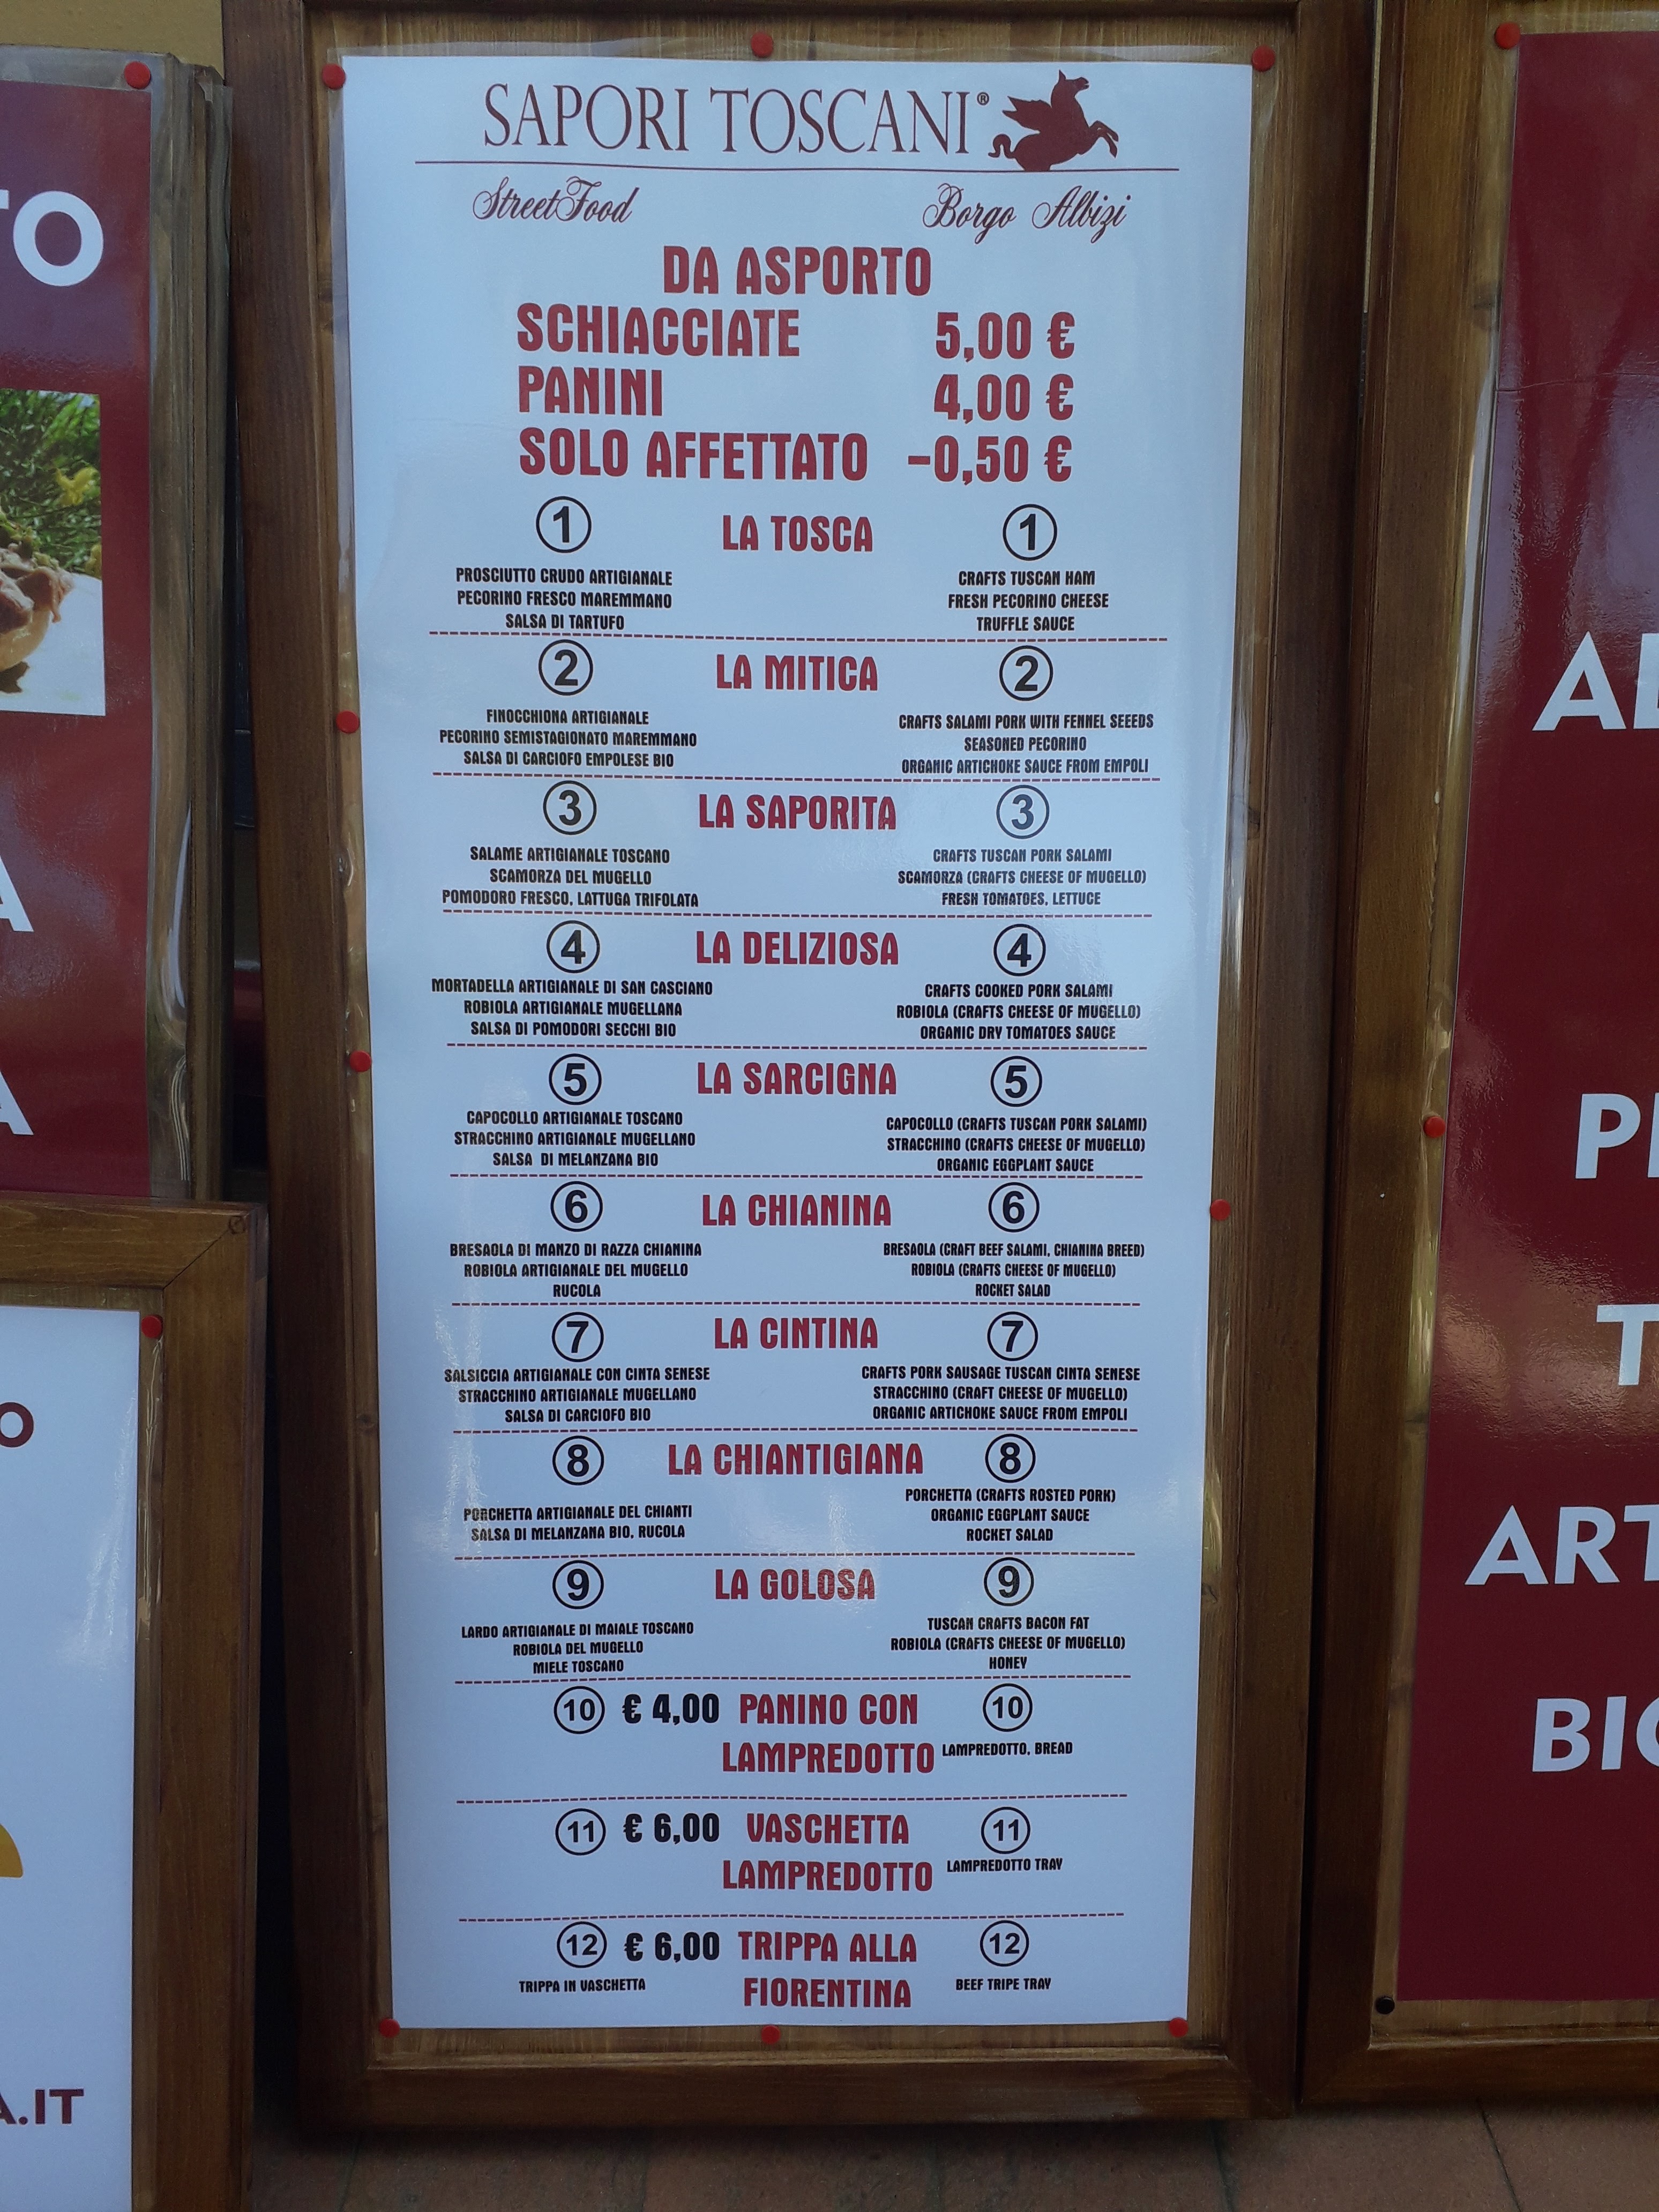 SAPORI TOSCANI®
StreetFood Borgo Albizi
DA ASPORTO
SCHIACCIATE 5,00 €
PANINI 4,00 €
SOLO AFFETTATO -0,50 €
1 LA TOSCA 1
PROSCIUTTO CRUDO ARTIGIANALE CRAFTS TUSCAN HAM
PECORINO FRESCO MAREMMANO FRESH PECORINO CHEESE
SALSA DI TARTUFO TRUFFLE SAUCE
2 LA MITICA 2
FINOCCHIONA ARTIGIANALE CRAFTS SALAMI PORK WITH FENNEL SEEEDS
PECORINO SEMISTAGIONATO MAREMMANO SEASONED PECORINO
SALSA DI CARCIOFO EMPOLESE BIO ORGANIC ARTICHOKE SAUCE FROM EMPOLI
3 LA SAPORITA 3
SALAME ARTIGIANALE TOSCANO CRAFTS TUSCAN PORK SALAMI
SCAMORZA DEL MUGELLO SCAMORZA (CRAFTS CHEESE OF MUGELLO)
POMODORO FRESCO, LATTUGA TRIFOLATA FRESH TOMATOES, LETTUCE
4 LA DELIZIOSA 4
MORTADELLA ARTIGIANALE DI SAN CASCIANO CRAFTS COOKED PORK SALAMI
ROBIOLA ARTIGIANALE MUGELLANA ROBIOLA (CRAFTS CHEESE OF MUGELLO)
SALSA DI POMODORI SECCHI BIO ORGANIC DRY TOMATOES SAUCE
5 LA SARCIGNA 5
CAPOCOLLO ARTIGIANALE TOSCANO CAPOCOLLO (CRAFTS TUSCAN PORK SALAMI)
STRACCHINO ARTIGIANALE MUGELLANO STRACCHINO (CRAFTS CHEESE OF MUGELLO)
SALSA DI MELANZANA BIO ORGANIC EGGPLANT SAUCE
6 LA CHIANINA 6
BRESAOLA DI MANZO DI RAZZA CHIANINA BRESAOLA (CRAFT BEEF SALAMI, CHIANINA BREED)
ROBIOLA ARTIGIANALE DEL MUGELLO ROBIOLA (CRAFTS CHEESE OF MUGELLO)
RUCOLA ROCKET SALAD
7 LA CINTINA 7
SALSICCIA ARTIGIANALE CON CINTA SENESE CRAFTS PORK SAUSAGE TUSCAN CINTA SENESE
STRACCHINO ARTIGIANALE MUGELLANO STRACCHINO (CRAFT CHEESE OF MUGELLO)
SALSA DI CARCIOFO BIO ORGANIC ARTICHOKE SAUCE FROM EMPOLI
8 LA CHIANTIGIANA 8
PORCHETTA (CRAFTS ROSTED PORK)
PORCHETTA ARTIGIANALE DEL CHIANTI ORGANIC EGGPLANT SAUCE
SALSA DI MELANZANA BIO, RUCOLA ROCKET SALAD
9 LA GOLOSA 9
LARDO ARTIGIANALE DI MAIALE TOSCANO TUSCAN CRAFTS BACON FAT
ROBIOLA DEL MUGELLO ROBIOLA (CRAFTS CHEESE OF MUGELLO)
MIELE TOSCANO HONEY
10 € 4,00 PANINO CON 10
LAMPREDOTTO LAMPREDOTTO, BREAD
11 € 6,00 VASCHETTA 11
LAMPREDOTTO LAMPREDOTTO TRAY
12 € 6,00 TRIPPA ALLA 12
TRIPPA IN VASCHETTA FIORENTINA BEEF TRIPE TRAY
TO
A
A
O
A.IT
P
T
ART